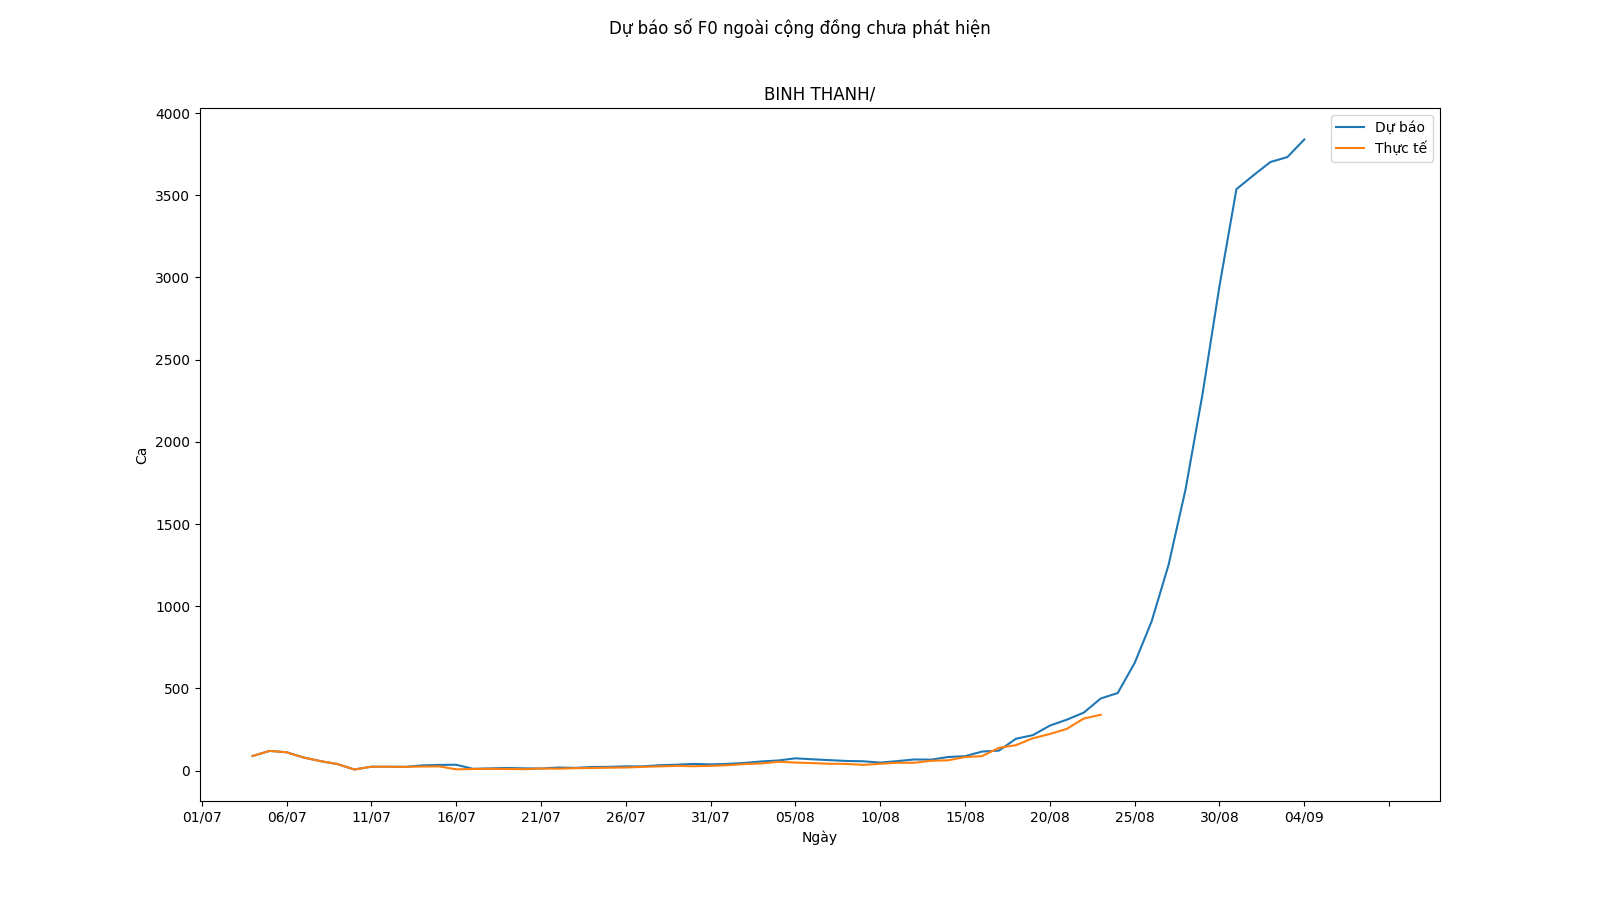 Dự báo số F0 ngoài cộng đồng chưa phát hiện
BINH THANH/
Dự báo
Thực tế
4000
3500
3000
2500
2000
1500
1000
500
0
Ca
01/07 06/07 11/07 16/07 21/07 26/07 31/07 05/08 10/08 15/08 20/08 25/08 30/08 04/09
Ngày